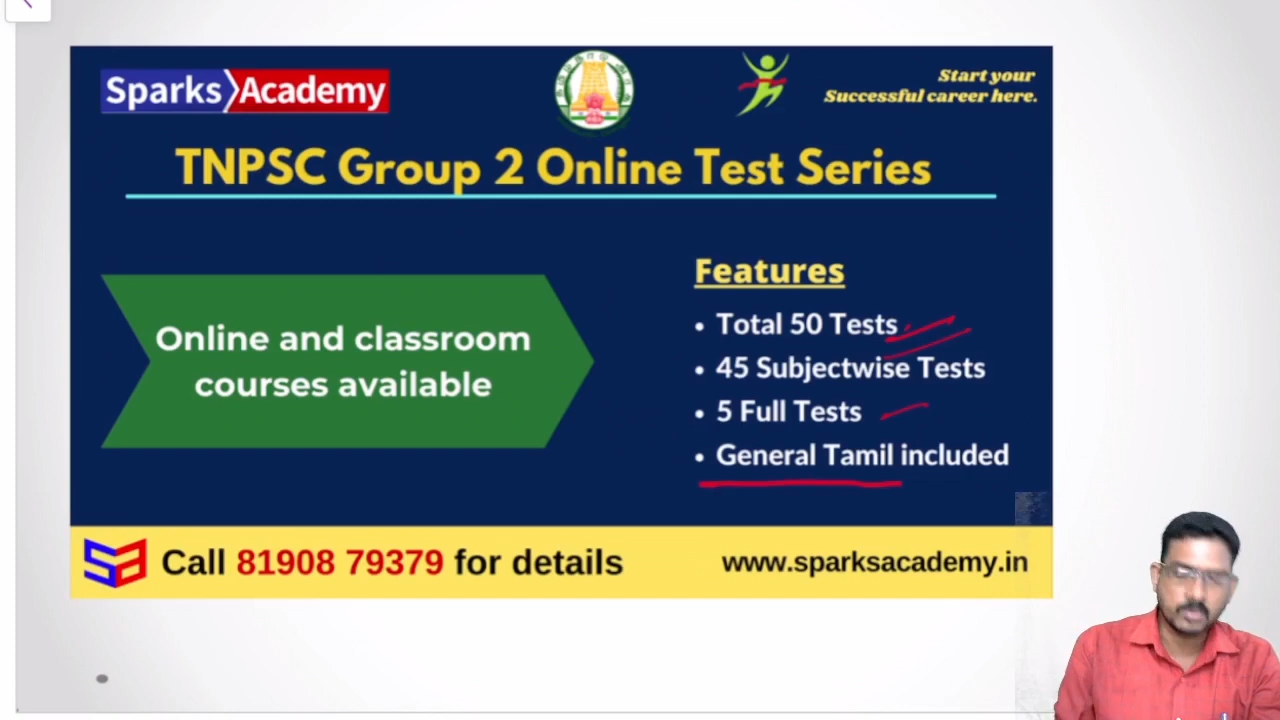 Sparks Academy
Start your
Successful career here.
TNPSC Group 2 Online Test Series
Online and classroom
courses available
Features
• Total 50 Tests
• 45 Subjectwise Tests
• 5 Full Tests
• General Tamil included
Call 81908 79379 for details
www.sparksacademy.in